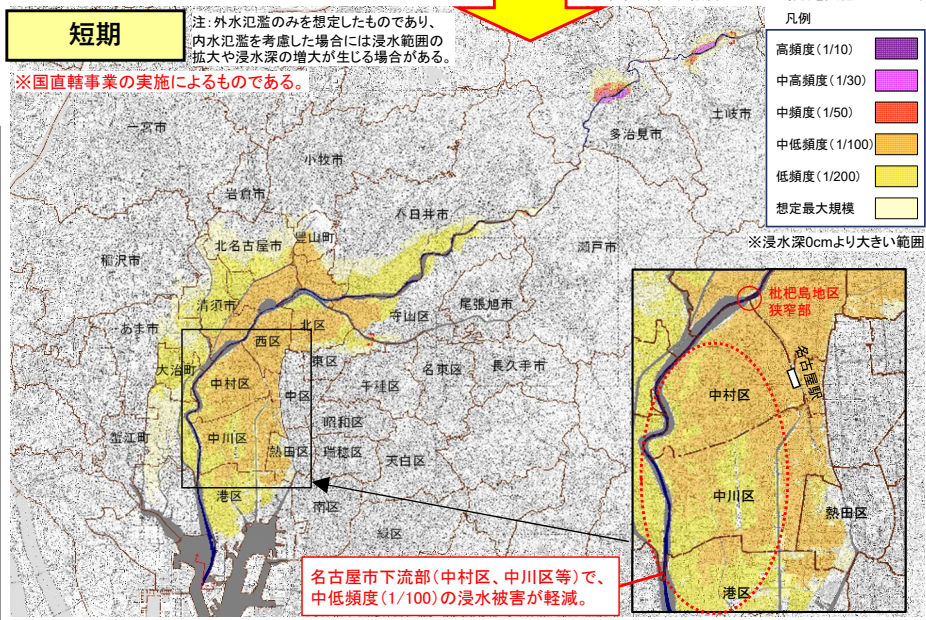 短期
注:外水氾濫のみを想定したものであり、
内水氾濫を考慮した場合には浸水範囲の
拡大や浸水深の増大が生じる場合がある。
※国直轄事業の実施によるものである。
凡例
高頻度(1/10)
中高頻度(1/30)
中頻度(1/50)
中低頻度(1/100)
低頻度(1/200)
想定最大規模
※浸水深0cmより大きい範囲
一宮市
小牧市
多治見市
土岐市
岩倉市
春日井市
北名古屋市
豊山町
瀬戸市
稲沢市
清須市
尾張旭市
守山区
北区
あま市
西区
東区
名東区
長久手市
大治町
千種区
中村区
中区
昭和区
蟹江町
中川区
熱田区
瑞穂区
天白区
港区
南区
緑区
枇杷島地区
狭窄部
名古屋駅
中村区
中川区
熱田区
港区
名古屋市下流部(中村区、中川区等)で、
中低頻度(1/100)の浸水被害が軽減。